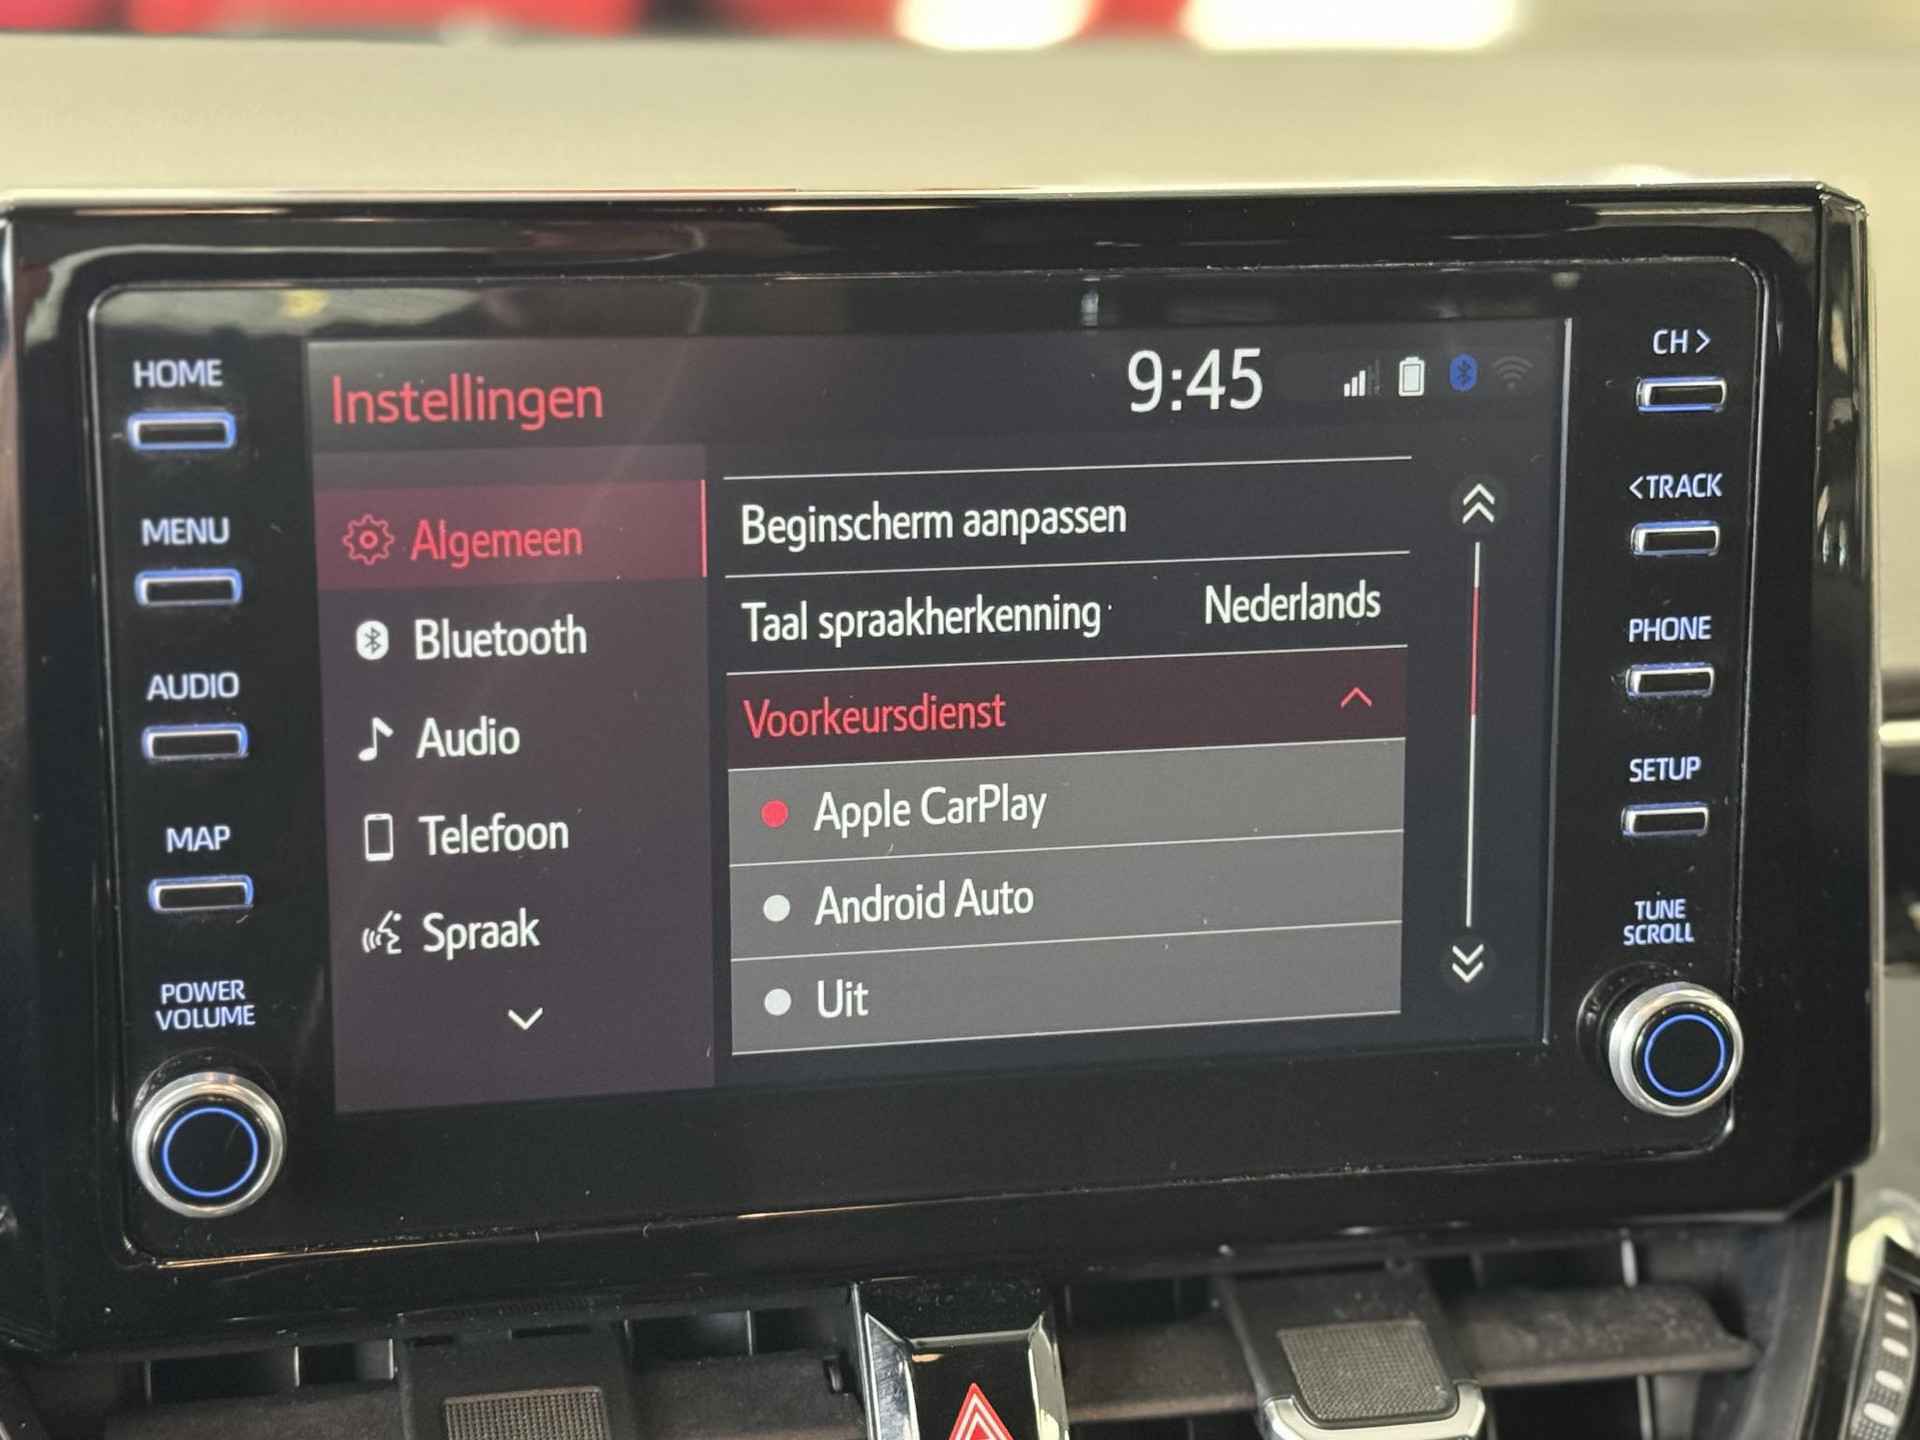 HOME
MENU
AUDIO
MAP
POWER
VOLUME
Instellingen
9:45
Algemeen
Bluetooth
Audio
Telefoon
Spraak
Beginscherm aanpassen
Taal spraakherkenning Nederlands
Voorkeursdienst
Apple CarPlay
Android Auto
Uit
CH>
<TRACK
PHONE
SETUP
TUNE
SCROLL